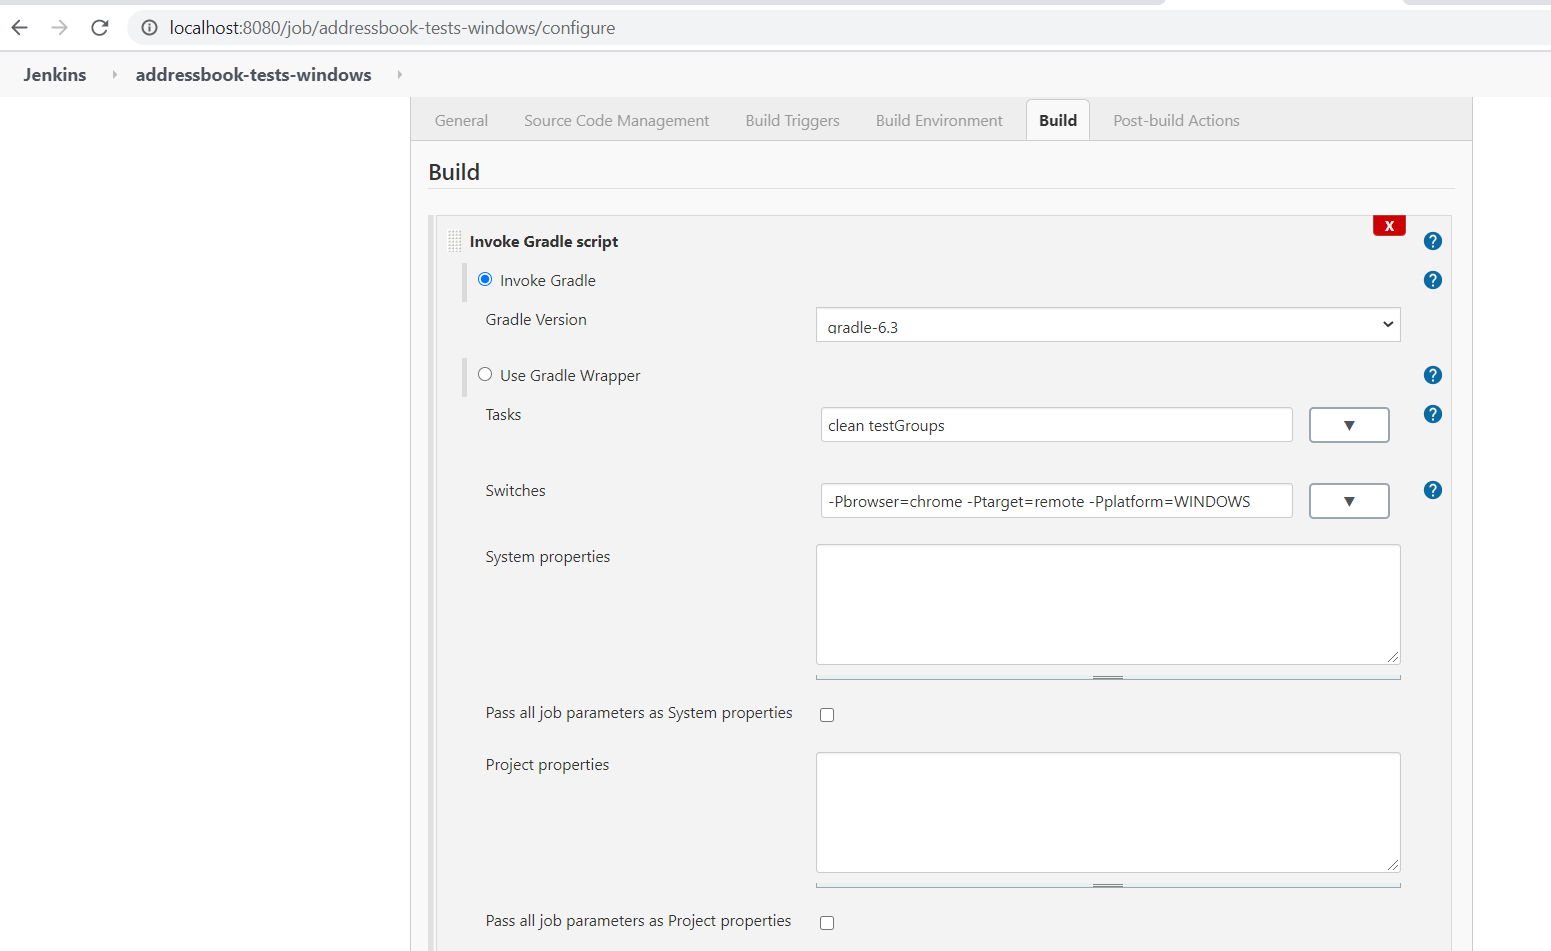 localhost:8080/job/addressbook-tests-windows/configure
Jenkins addressbook-tests-windows
General Source Code Management Build Triggers Build Environment Build Post-build Actions
Build
X
Invoke Gradle script ?
Invoke Gradle ?
Gradle Version gradle-6.3
Use Gradle Wrapper ?
Tasks clean testGroups ?
Switches -Pbrowser=chrome -Ptarget=remote -Pplatform=WINDOWS ?
System properties
Pass all job parameters as System properties
Project properties
Pass all job parameters as Project properties